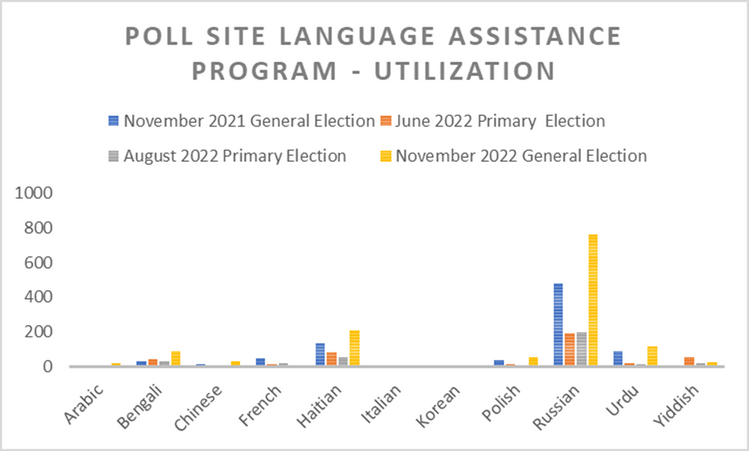 POLL SITE LANGUAGE ASSISTANCE
PROGRAM - UTILIZATION
November 2021 General Election June 2022 Primary Election
August 2022 Primary Election November 2022 General Election
1000
800
600
400
200
0
Arabic
Bengali
Chinese
French
Haitian
Italian
Korean
Polish
Russian
Urdu
Yiddish